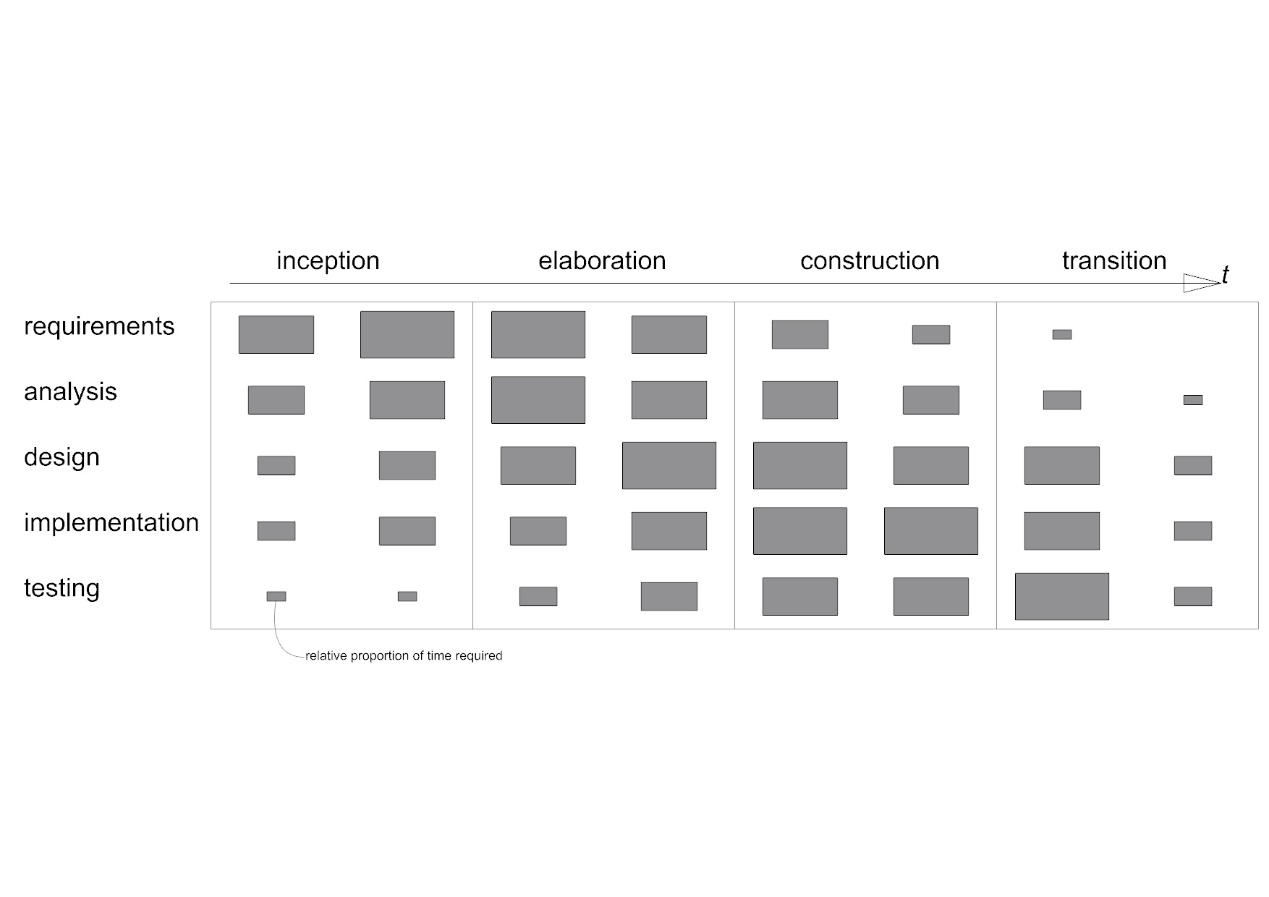 inception elaboration construction transition
t
requirements
analysis
design
implementation
testing
relative proportion of time required